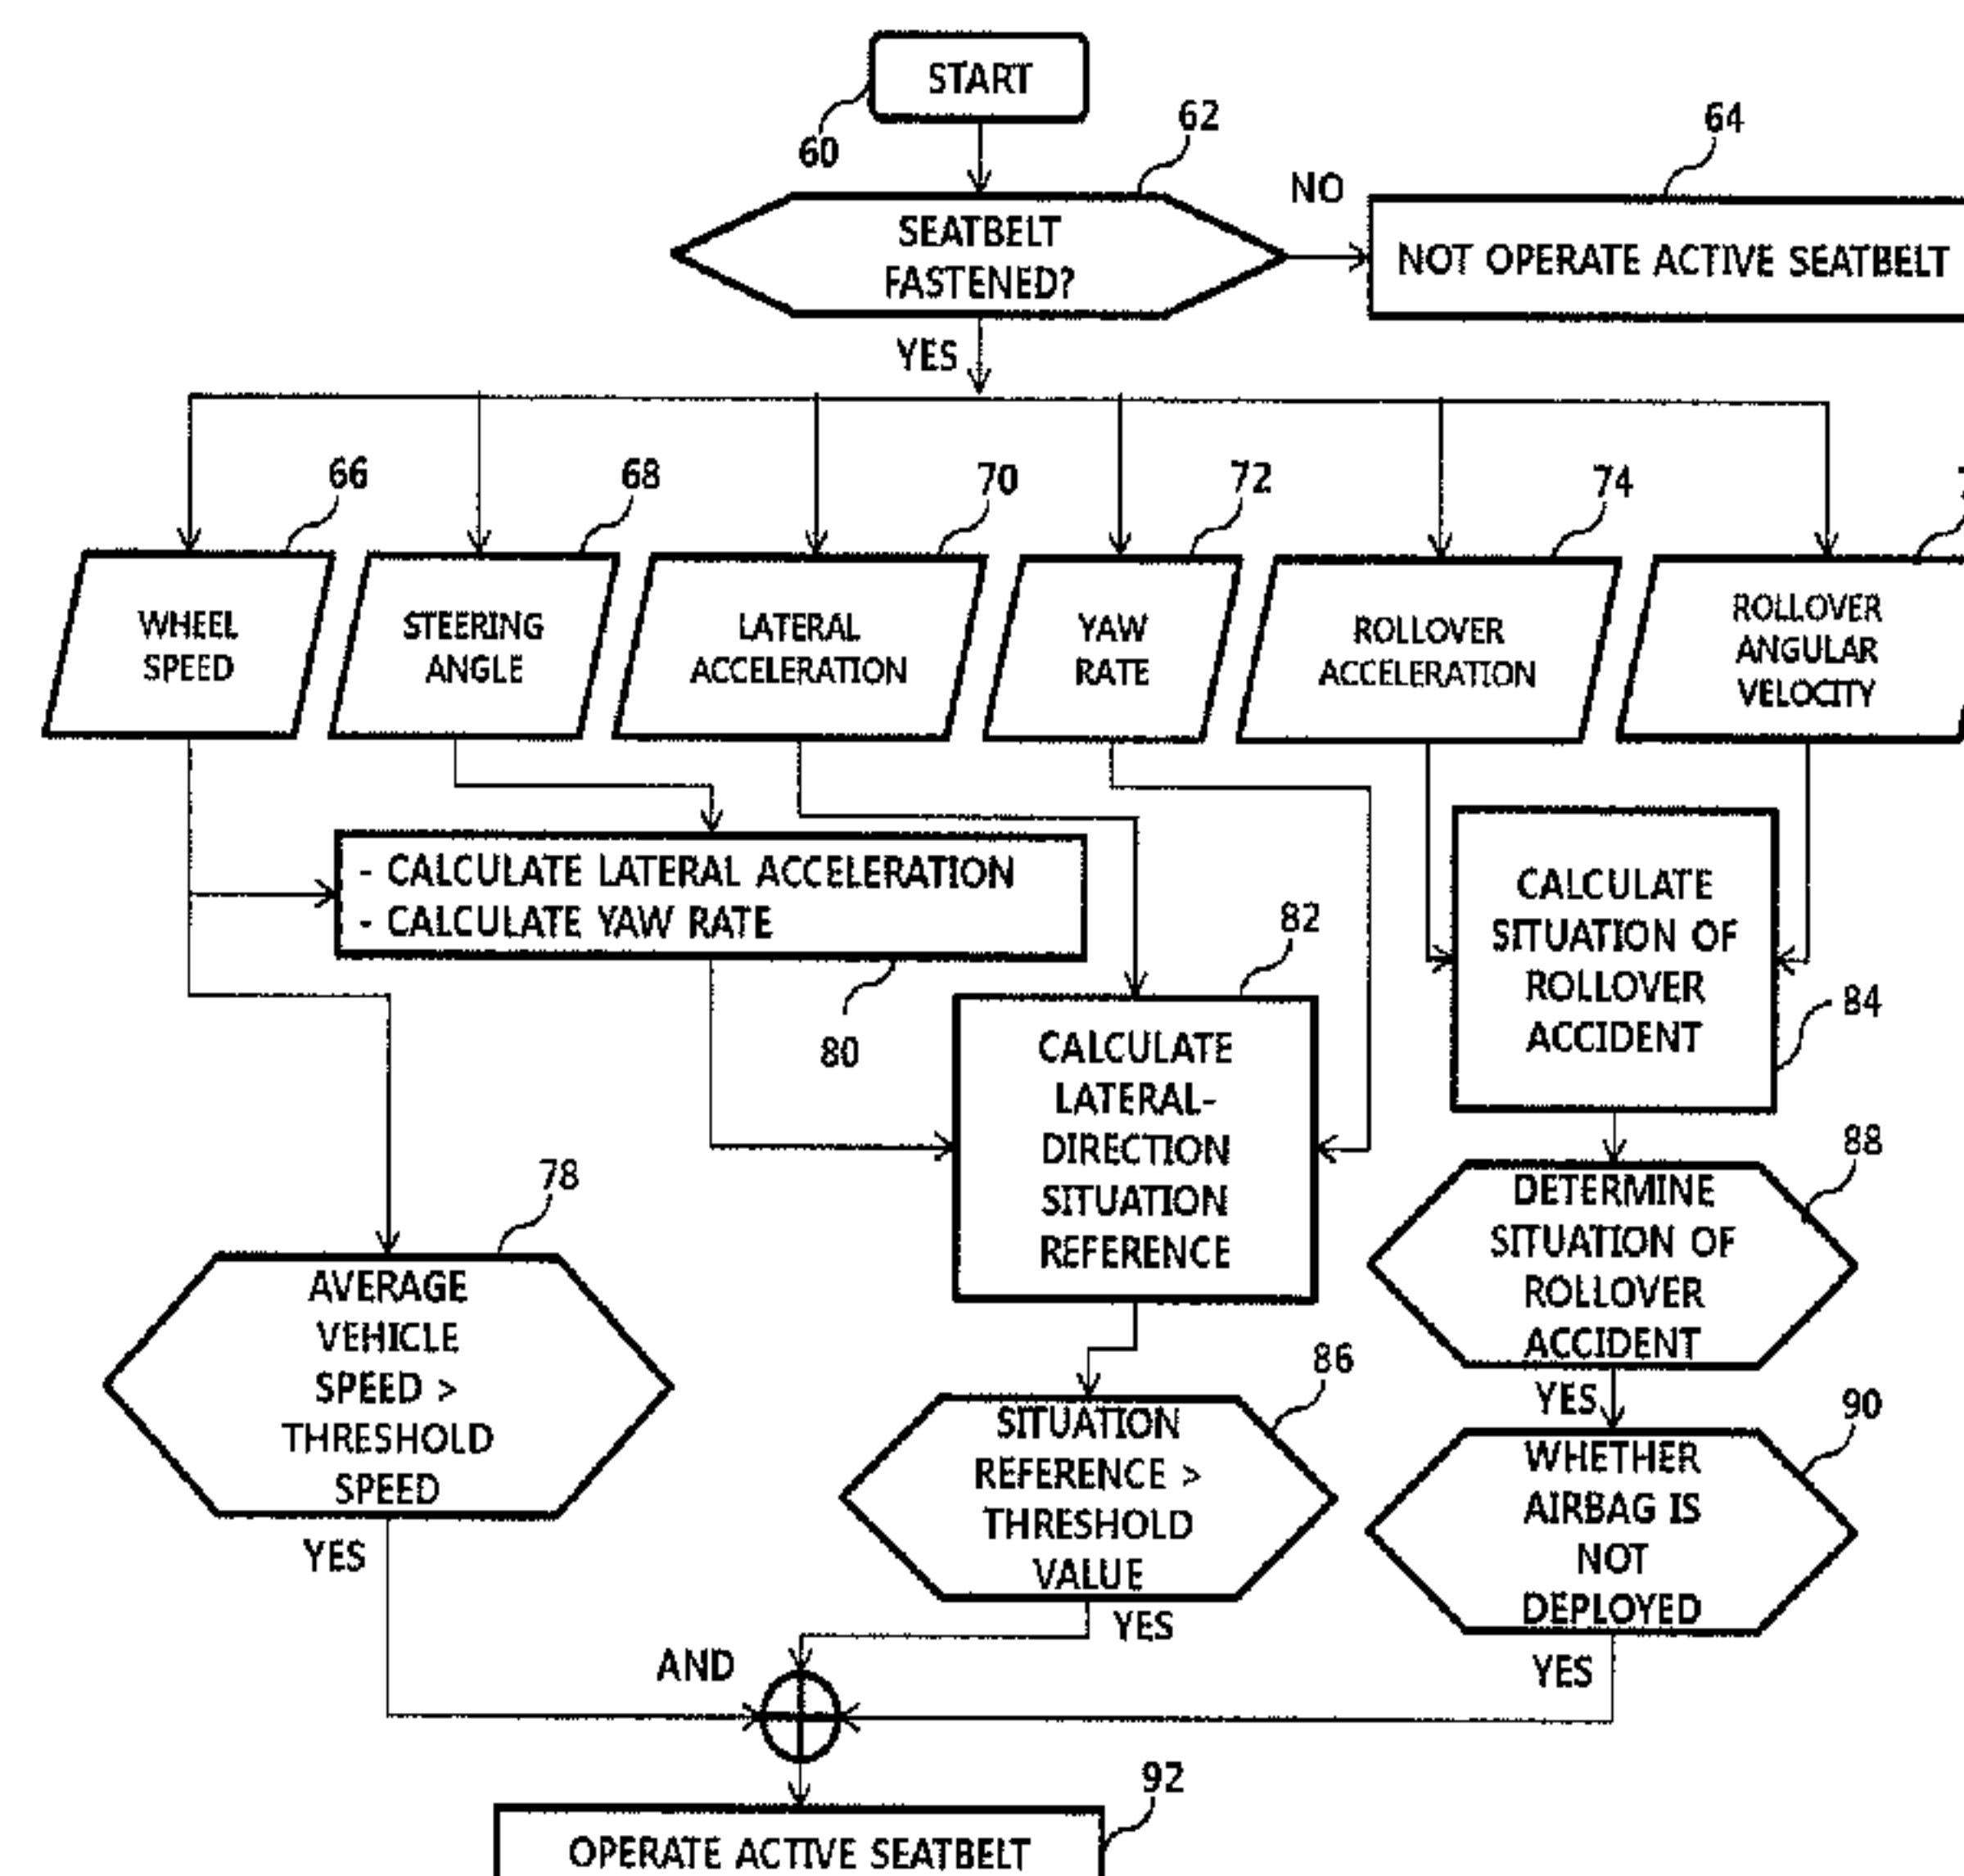 START
60
62
64
NO
SEATBELT
FASTENED?
NOT OPERATE ACTIVE SEATBELT
YES
66
68
70
72
74
WHEEL
SPEED
STEERING
ANGLE
LATERAL
ACCELERATION
YAW
RATE
ROLLOVER
ACCELERATION
ROLLOVER
ANGULAR
VELOCITY
- CALCULATE LATERAL ACCELERATION
- CALCULATE YAW RATE
80
82
CALCULATE
LATERAL-
DIRECTION
SITUATION
REFERENCE
CALCULATE
SITUATION OF
ROLLOVER
ACCIDENT
84
78
AVERAGE
VEHICLE
SPEED >
THRESHOLD
SPEED
YES
86
SITUATION
REFERENCE >
THRESHOLD
VALUE
YES
88
DETERMINE
SITUATION OF
ROLLOVER
ACCIDENT
YES
90
WHETHER
AIRBAG IS
NOT
DEPLOYED
YES
AND
92
OPERATE ACTIVE SEATBELT